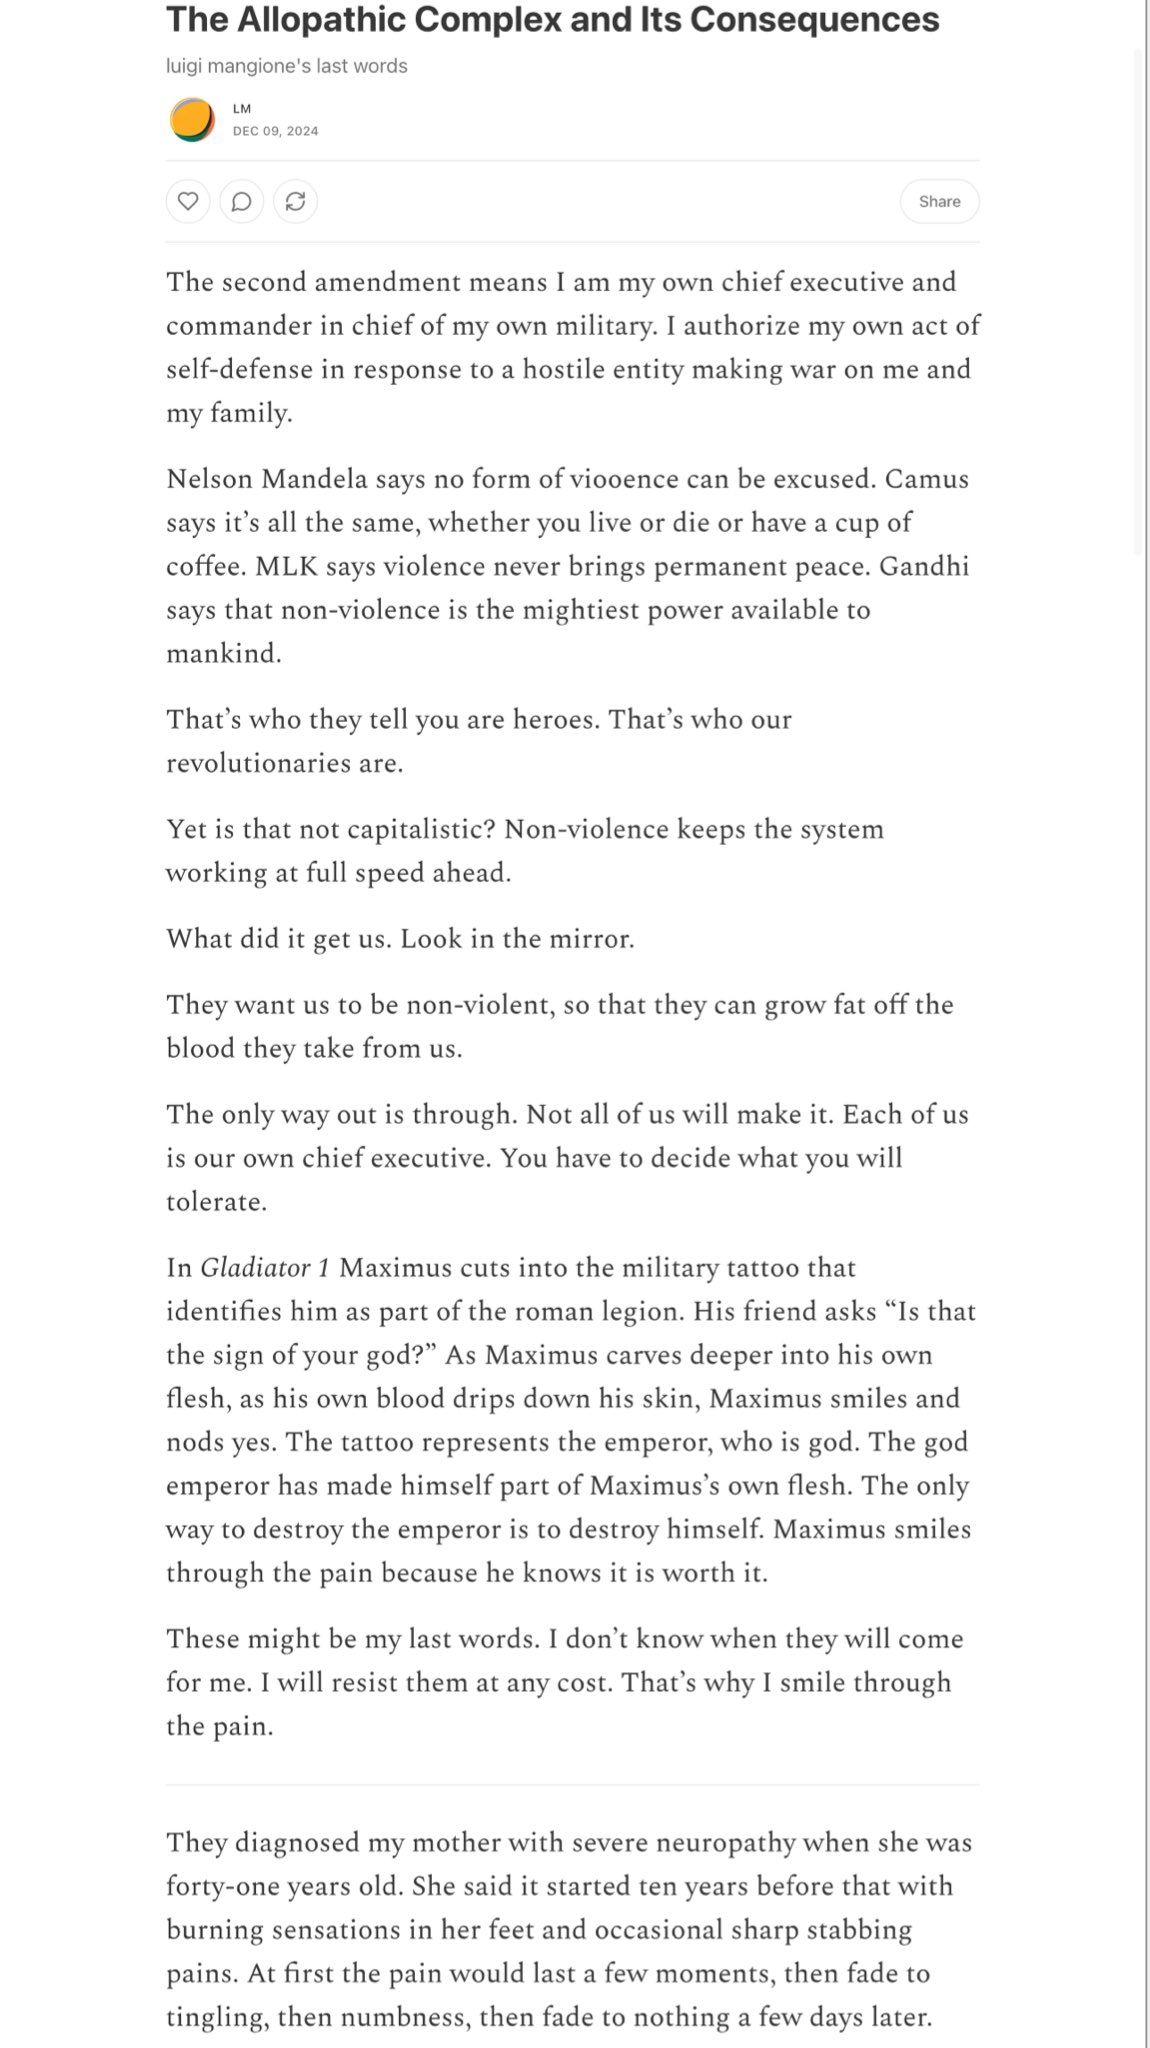 The Allopathic Complex and Its Consequences
luigi mangione's last words
LM
DEC 09, 2024
Share
The second amendment means I am my own chief executive and
commander in chief of my own military. I authorize my own act of
self-defense in response to a hostile entity making war on me and
my family.
Nelson Mandela says no form of viooence can be excused. Camus
says it’s all the same, whether you live or die or have a cup of
coffee. MLK says violence never brings permanent peace. Gandhi
says that non-violence is the mightiest power available to
mankind.
That’s who they tell you are heroes. That’s who our
revolutionaries are.
Yet is that not capitalistic? Non-violence keeps the system
working at full speed ahead.
What did it get us. Look in the mirror.
They want us to be non-violent, so that they can grow fat off the
blood they take from us.
The only way out is through. Not all of us will make it. Each of us
is our own chief executive. You have to decide what you will
tolerate.
In Gladiator 1 Maximus cuts into the military tattoo that
identifies him as part of the roman legion. His friend asks “Is that
the sign of your god?” As Maximus carves deeper into his own
flesh, as his own blood drips down his skin, Maximus smiles and
nods yes. The tattoo represents the emperor, who is god. The god
emperor has made himself part of Maximus’s own flesh. The only
way to destroy the emperor is to destroy himself. Maximus smiles
through the pain because he knows it is worth it.
These might be my last words. I don’t know when they will come
for me. I will resist them at any cost. That’s why I smile through
the pain.
They diagnosed my mother with severe neuropathy when she was
forty-one years old. She said it started ten years before that with
burning sensations in her feet and occasional sharp stabbing
pains. At first the pain would last a few moments, then fade to
tingling, then numbness, then fade to nothing a few days later.